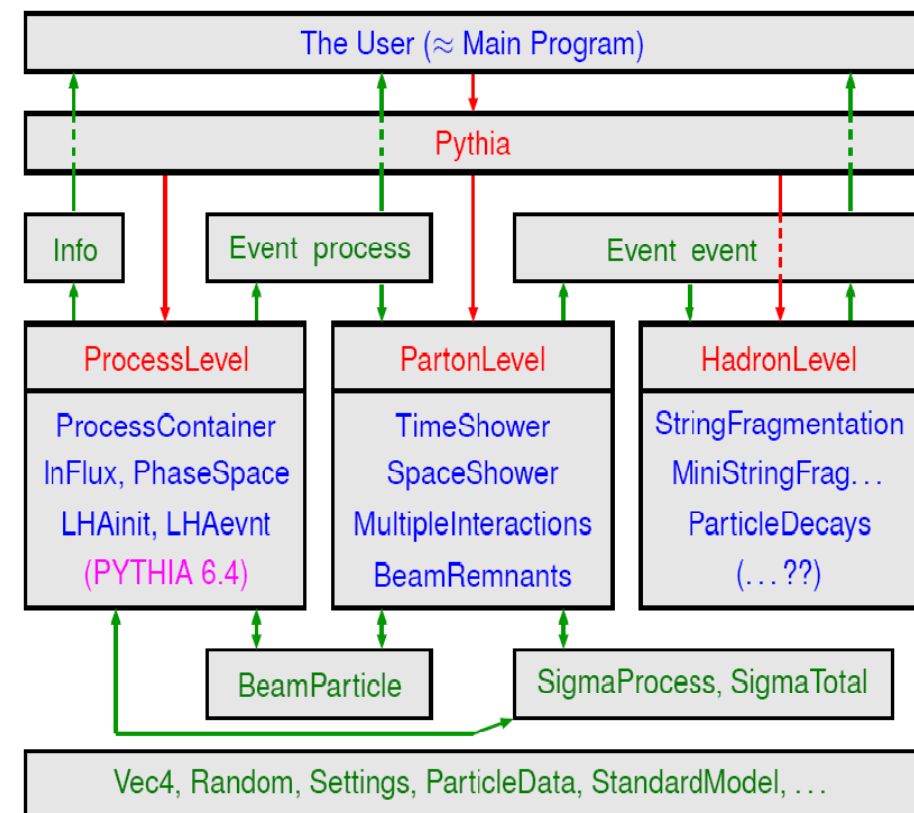 The User (≈ Main Program)
Pythia
Info
Event process
Event event
ProcessLevel
ProcessContainer
InFlux, PhaseSpace
LHAinit, LHAevnt
(PYTHIA 6.4)
PartonLevel
TimeShower
SpaceShower
MultipleInteractions
BeamRemnants
HadronLevel
StringFragmentation
MiniStringFrag...
ParticleDecays
(...??)
BeamParticle
SigmaProcess, SigmaTotal
Vec4, Random, Settings, ParticleData, StandardModel, ...